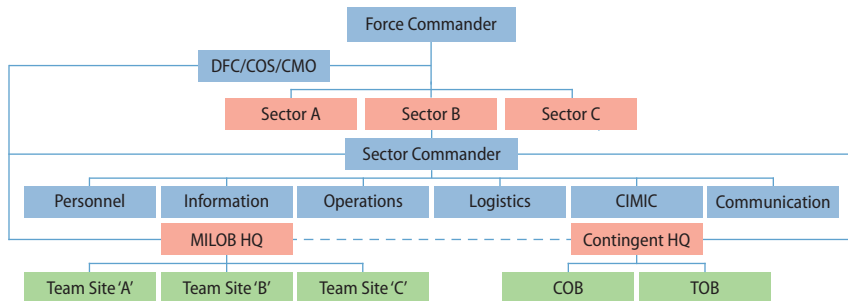 Force Commander
DFC/COS/CMO
Sector A
Sector B
Sector C
Sector Commander
Personnel
Information
Operations
Logistics
CIMIC
Communication
MILOB HQ
Contingent HQ
Team Site ‘A’
Team Site ‘B’
Team Site ‘C’
COB
TOB